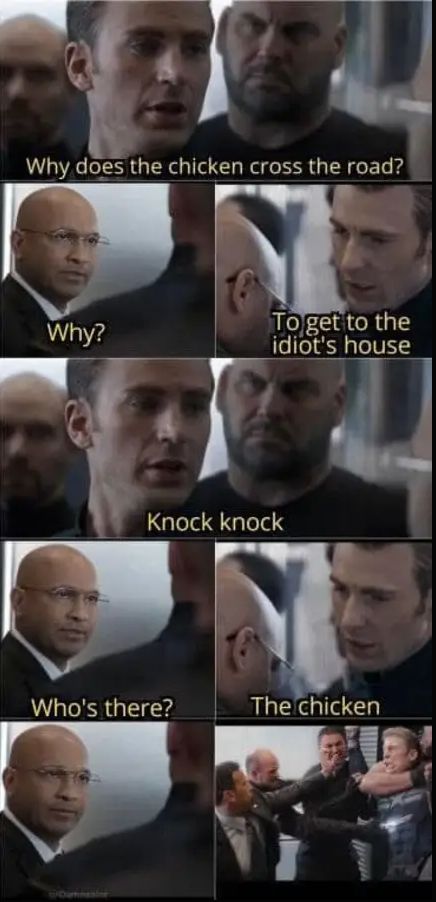 Why does the chicken cross the road?
Why?
To get to the
idiot's house
Knock knock
Who's there?
The chicken